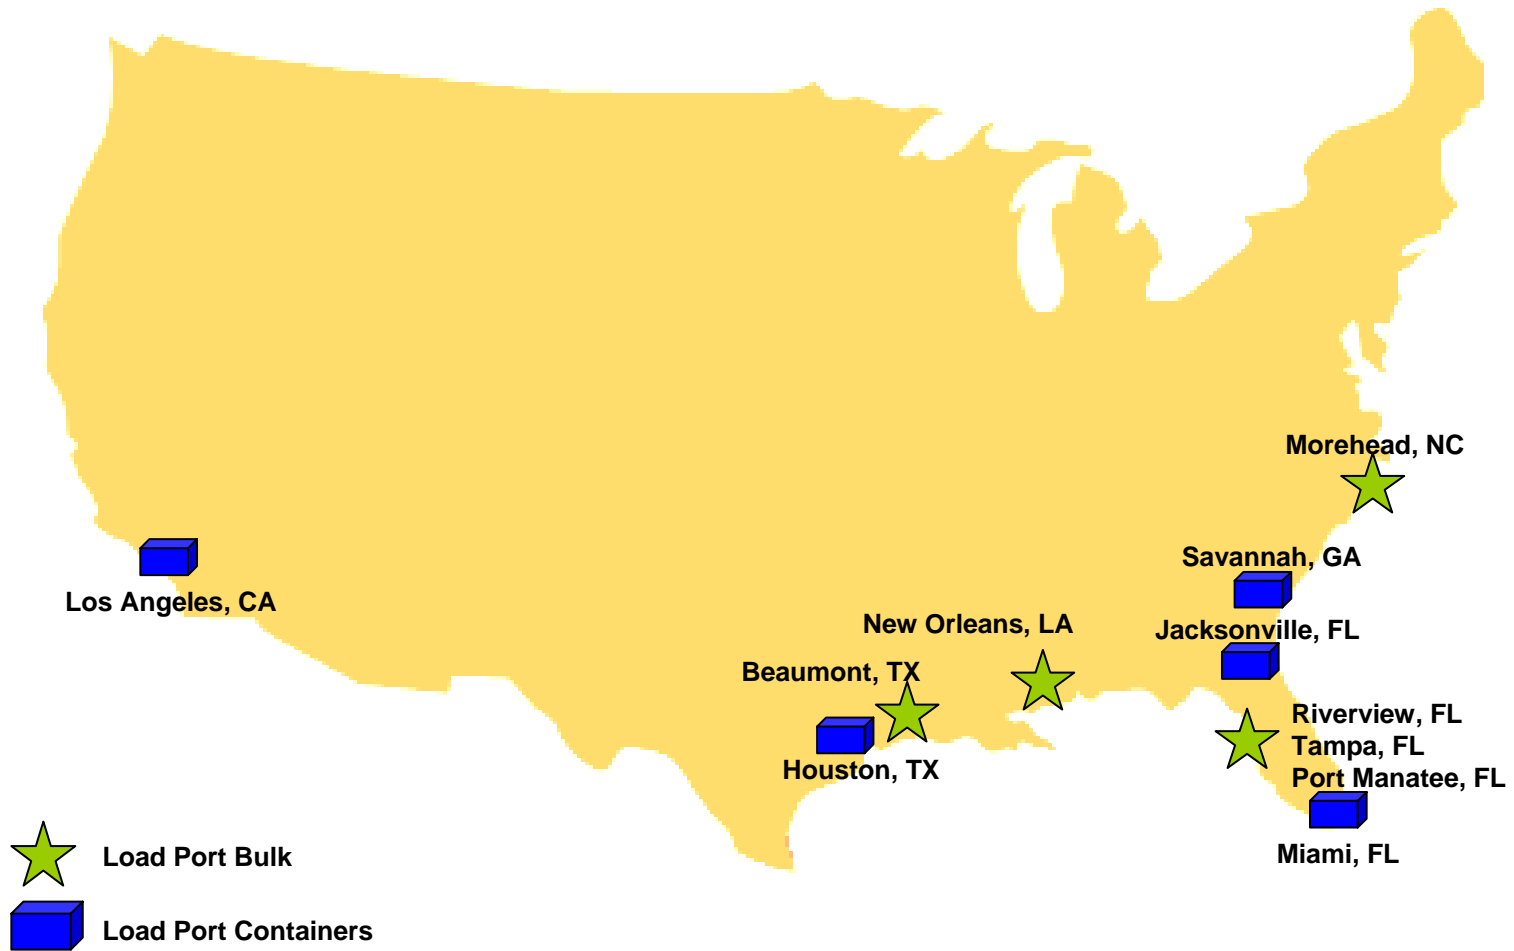 Morehead, NC
Savannah, GA
Los Angeles, CA
New Orleans, LA
Jacksonville, FL
Beaumont, TX
Riverview, FL
Tampa, FL
Port Manatee, FL
Houston, TX
Miami, FL
Load Port Bulk
Load Port Containers